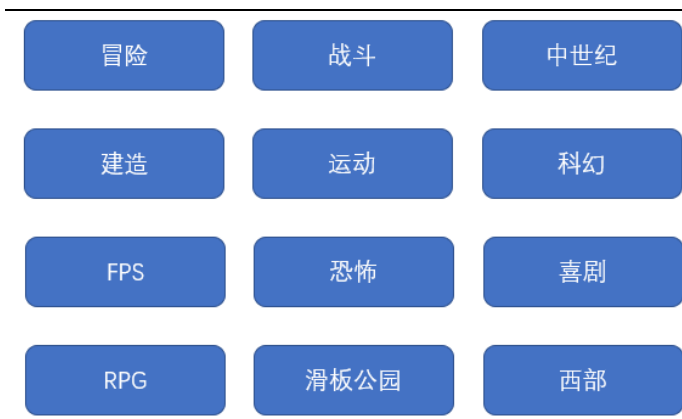 冒险
战斗
中世纪
建造
运动
科幻
FPS
恐怖
喜剧
RPG
滑板公园
西部